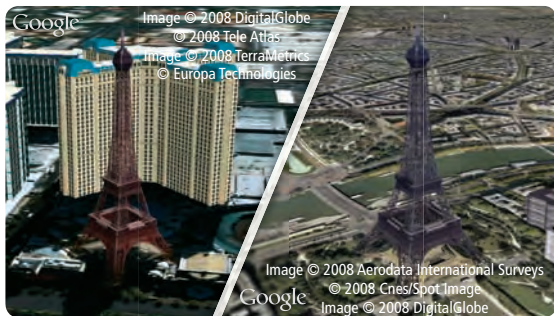 Google
Image © 2008 DigitalGlobe
© 2008 Tele Atlas
Image © 2008 TerraMetrics
© Europa Technologies
Image © 2008 Aerodata International Surveys
© 2008 Cnes/Spot Image
Google
Image © 2008 DigitalGlobe